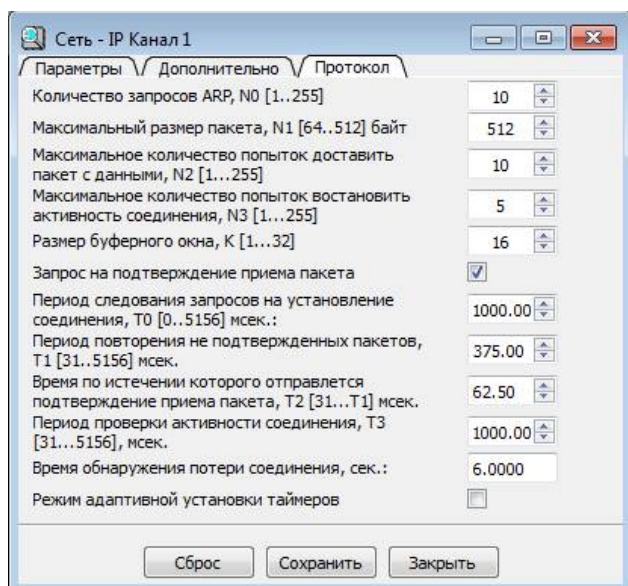 Сеть - IP Канал 1
Параметры Дополнительно Протокол
Количество запросов ARP, N0 [1..255] 10
Максимальный размер пакета, N1 [64..512] байт 512
Максимальное количество попыток доставить
пакет с данными, N2 [1...255] 10
Максимальное количество попыток востановить
активность соединения, N3 [1...255] 5
Размер буферного окна, K [1...32] 16
Запрос на подтверждение приема пакета
Период следования запросов на установление
соединения, T0 [0..5156] мсек.: 1000.00
Период повторения не подтвержденных пакетов,
T1 [31..5156] мсек. 375.00
Время по истечении которого отправлется
подтверждение приема пакета, T2 [31...T1] мсек. 62.50
Период проверки активности соединения, T3
[31...5156], мсек. 1000.00
Время обнаружения потери соединения, сек.: 6.0000
Режим адаптивной установки таймеров
Сброс Сохранить Закрыть